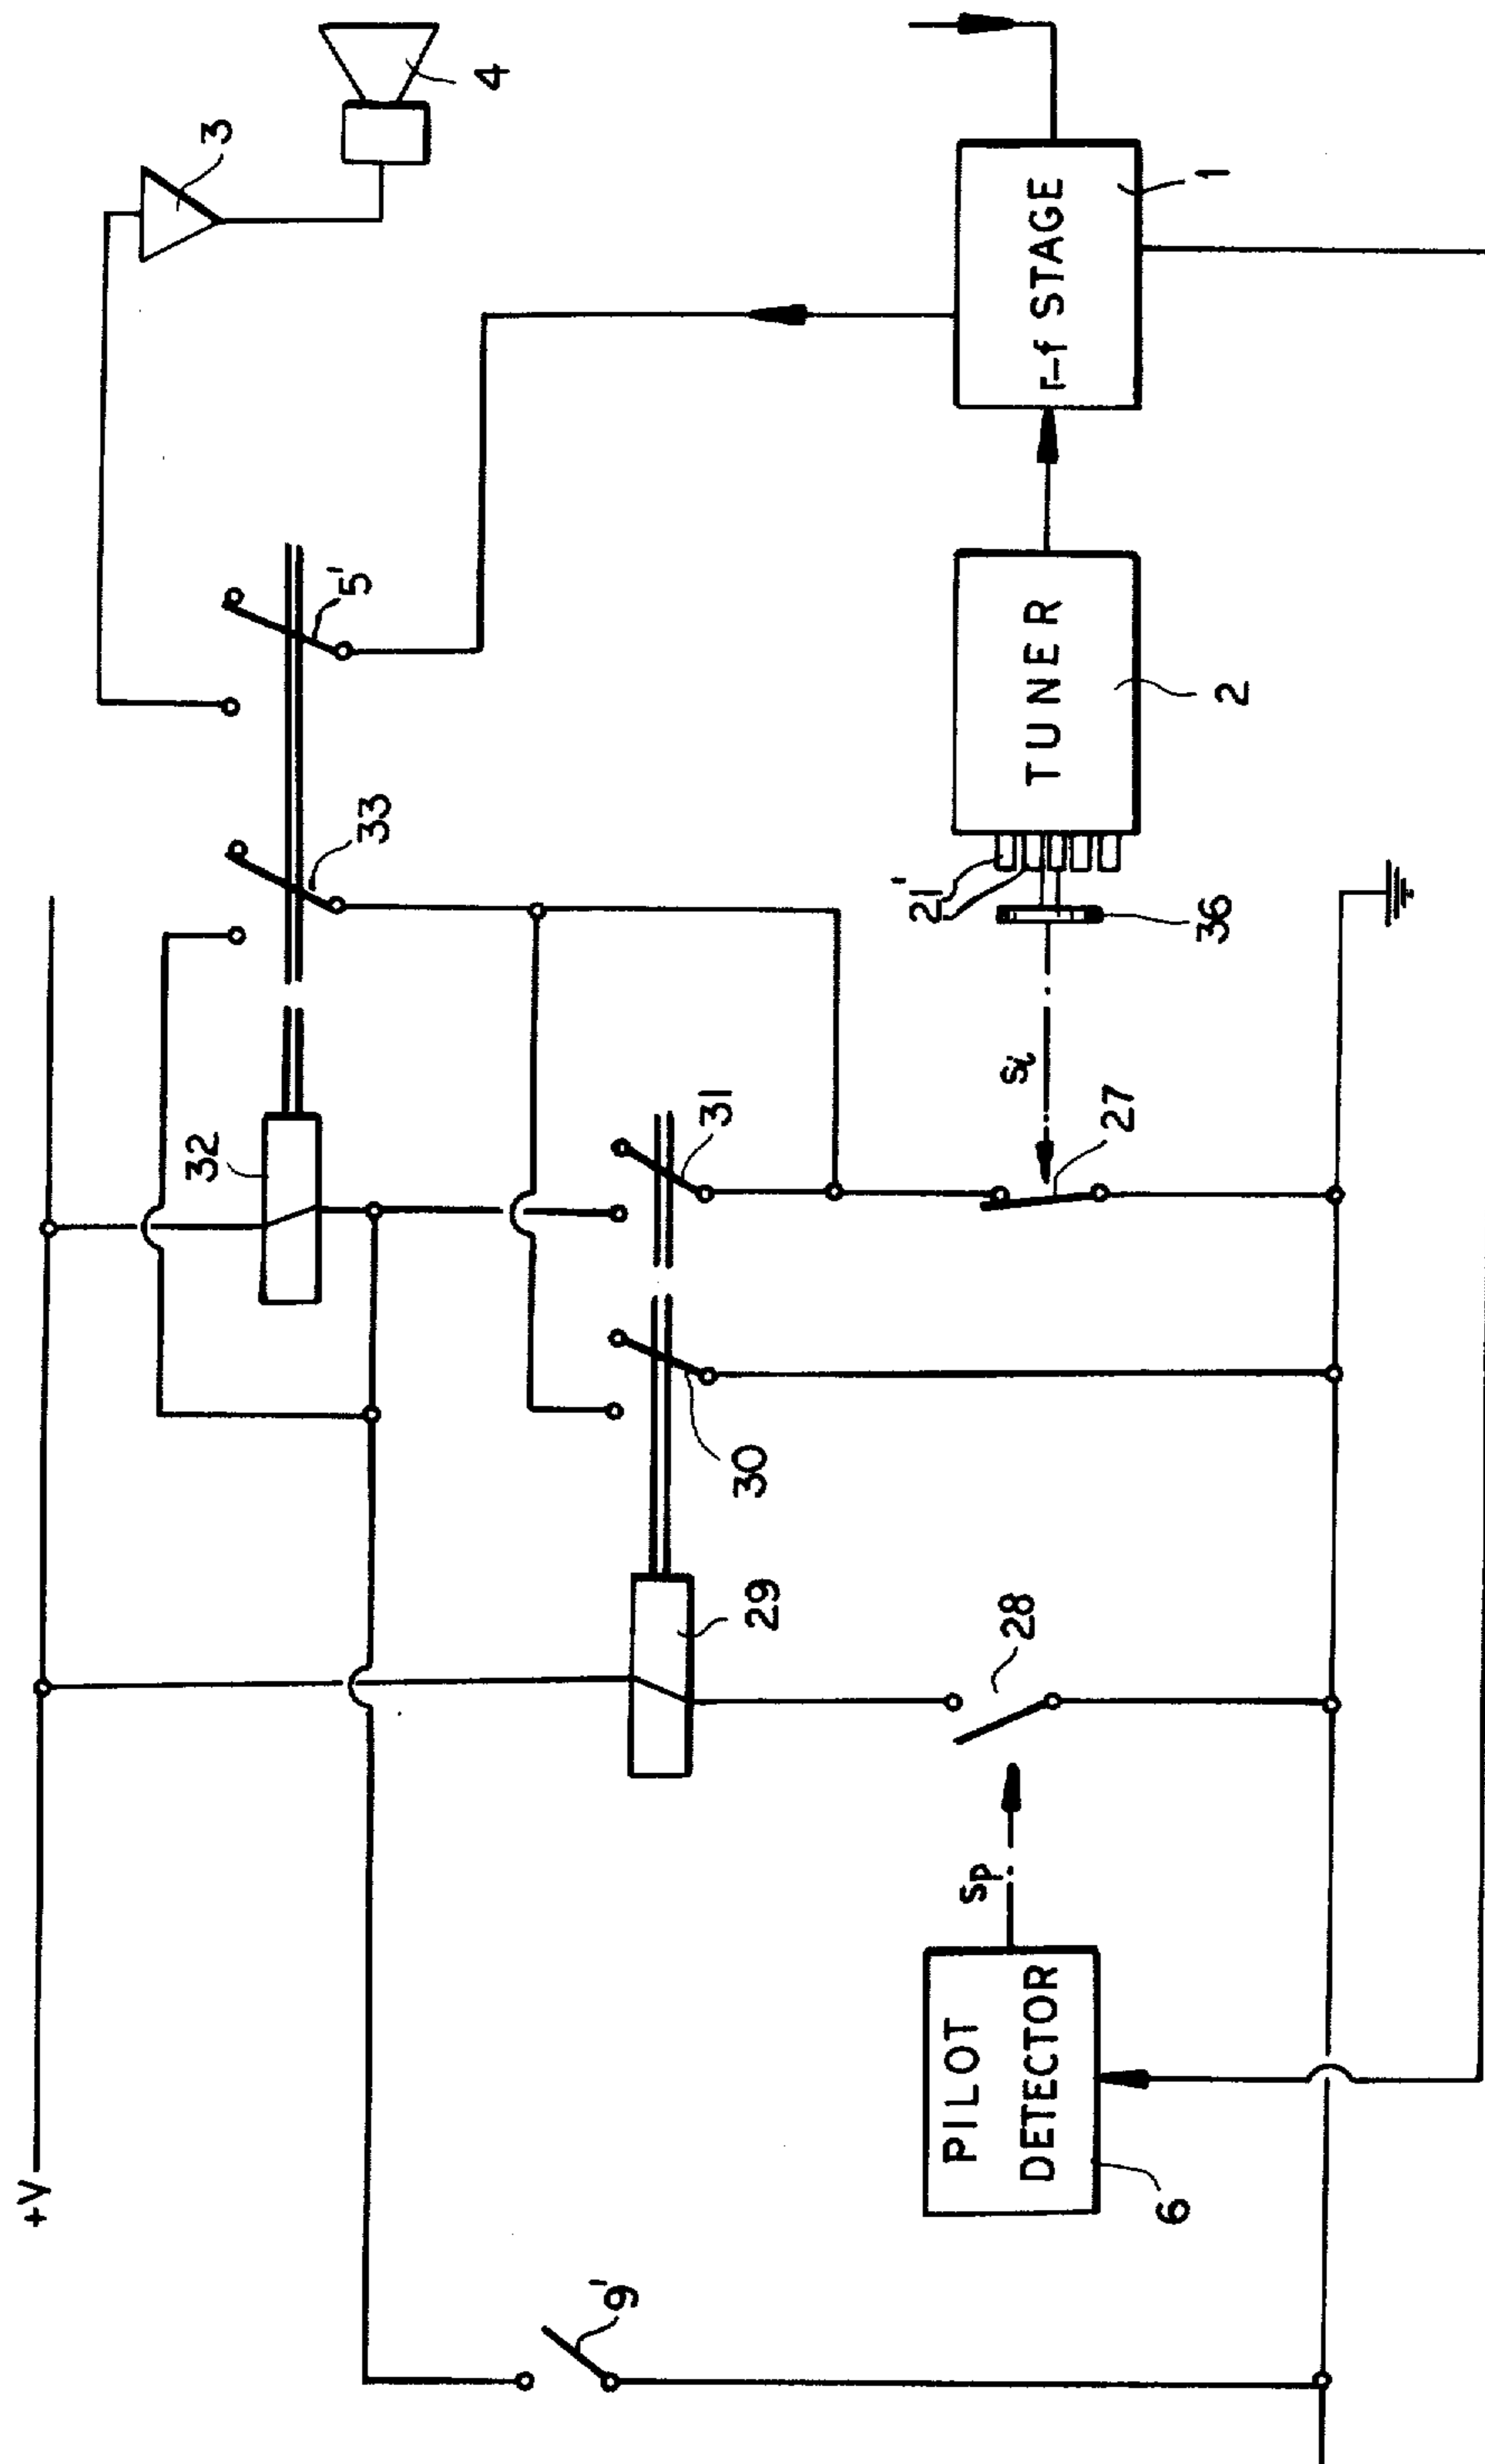 +V
9'
PILOT
DETECTOR
6
Sp
28
29
30
31
32
33
5'
3
4
Si
27
36
21'
TUNER
2
r-f STAGE
1